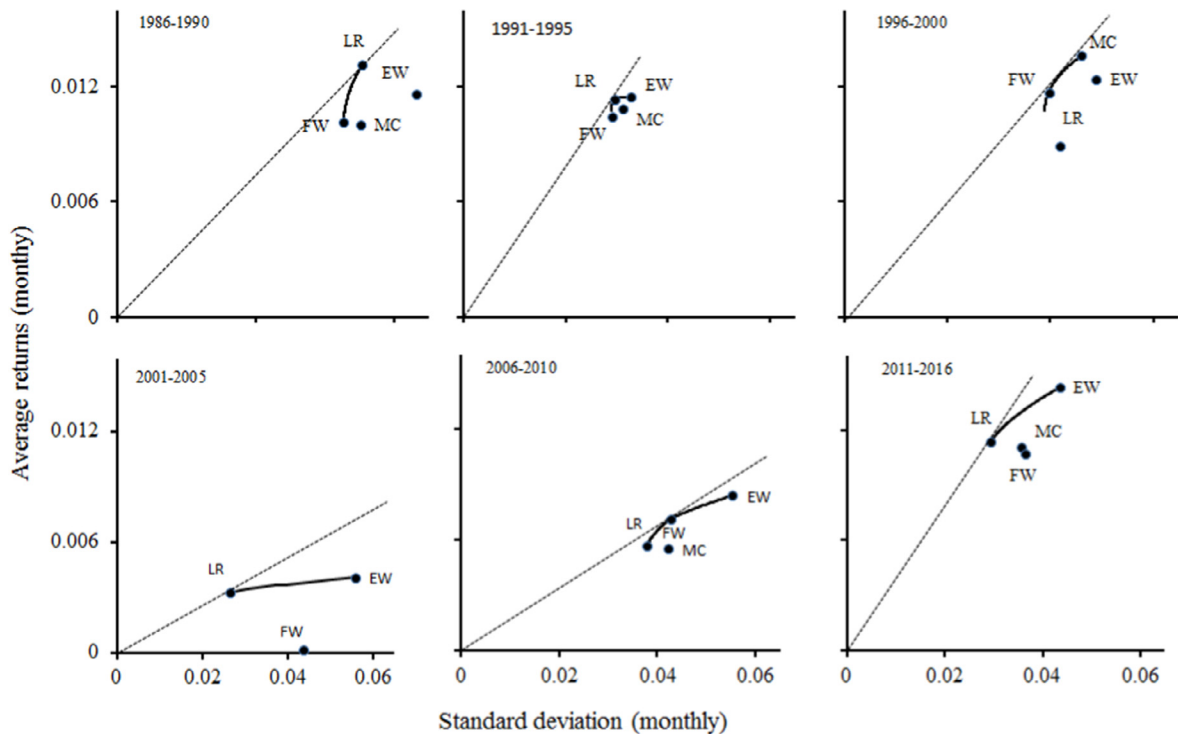 1986-1990
LR
EW
FW
MC
0.012
0.006
0
0
1991-1995
LR
EW
FW
MC
1996-2000
MC
FW
EW
LR
Average returns (monthy)
2001-2005
LR
EW
FW
0.012
0.006
0
0
0.02
0.04
0.06
2006-2010
LR
FW
EW
MC
0
0.02
0.04
0.06
2011-2016
EW
LR
MC
FW
0
0.02
0.04
0.06
Standard deviation (monthly)